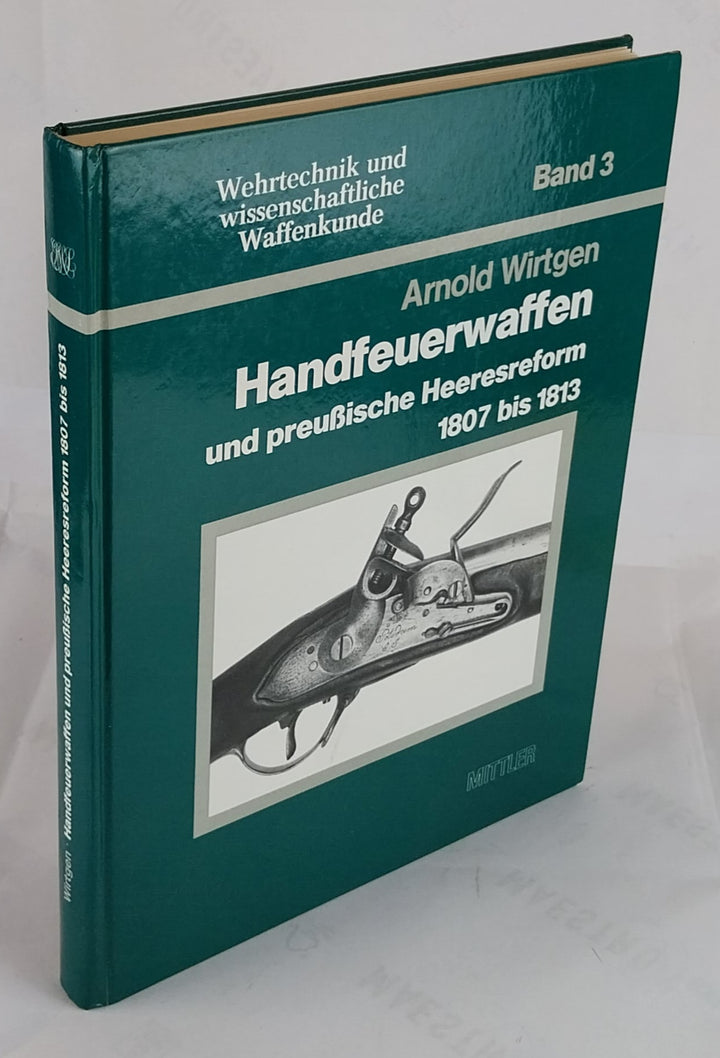 Wehrtechnik und
wissenschaftliche
Waffenkunde
Band 3
Arnold Wirtgen
Handfeuerwaffen
und preußische Heeresreform
1807 bis 1813
MITTLER
Wirtgen · Handfeuerwaffen und preußische Heeresreform 1807 bis 1813
MAESTRO